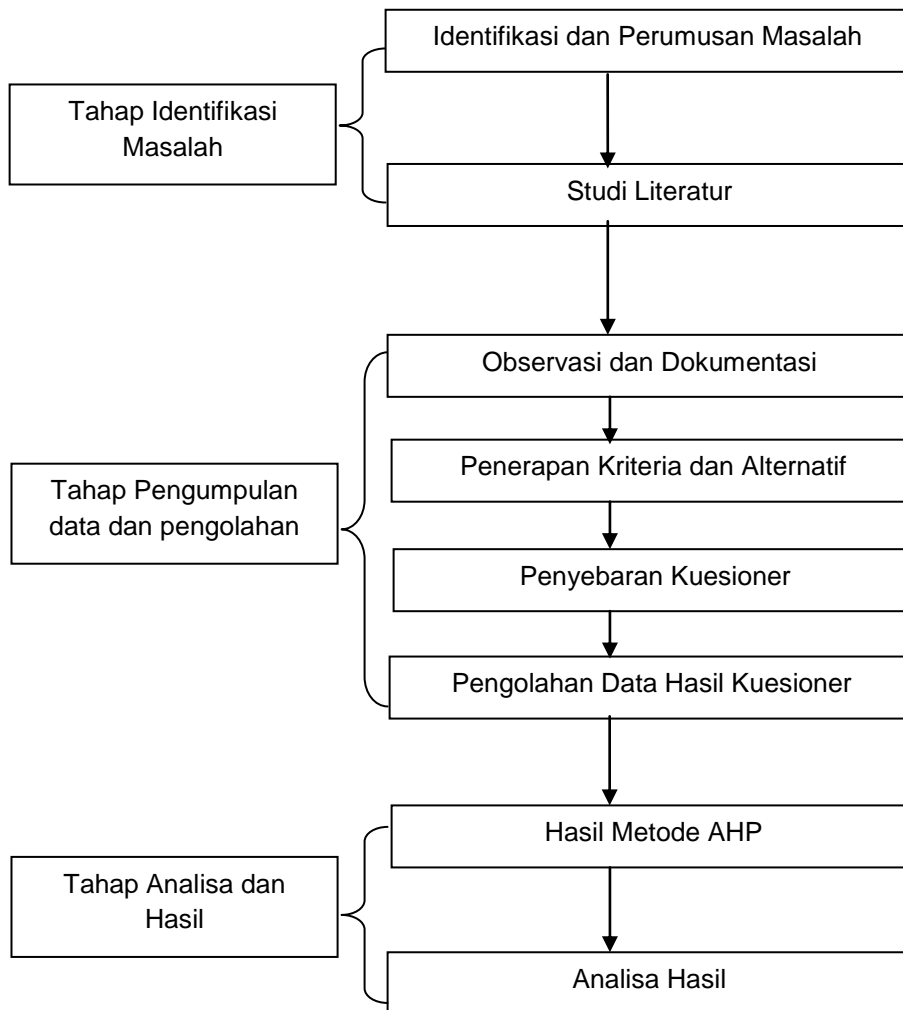 Identifikasi dan Perumusan Masalah
Tahap Identifikasi
Masalah
Studi Literatur
Observasi dan Dokumentasi
Penerapan Kriteria dan Alternatif
Tahap Pengumpulan
data dan pengolahan
Penyebaran Kuesioner
Pengolahan Data Hasil Kuesioner
Hasil Metode AHP
Tahap Analisa dan
Hasil
Analisa Hasil